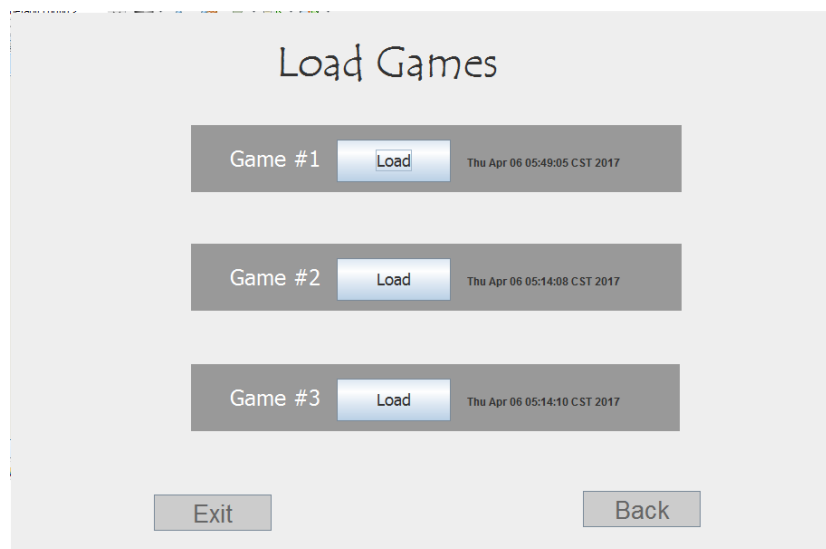 Load Games
Game #1 Load Thu Apr 06 05:49:05 CST 2017
Game #2 Load Thu Apr 06 05:14:08 CST 2017
Game #3 Load Thu Apr 06 05:14:10 CST 2017
Exit Back